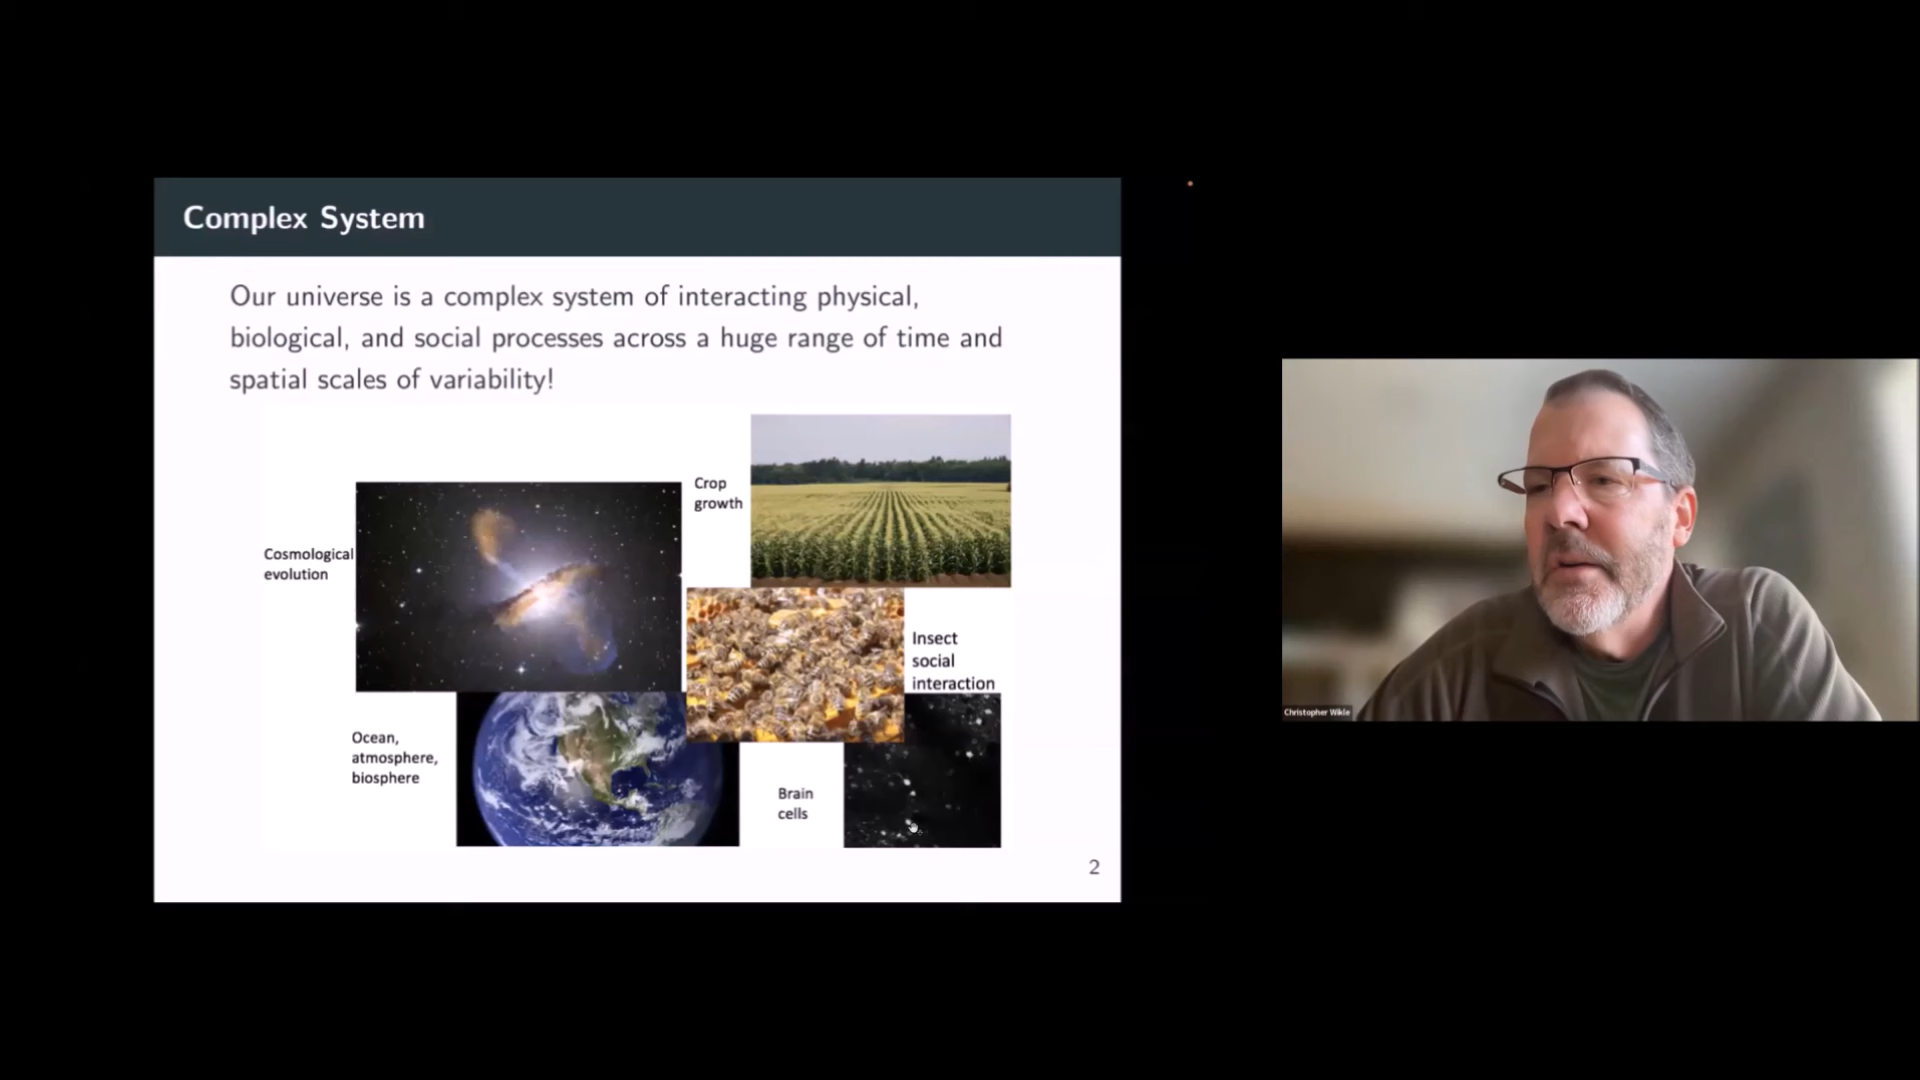 Complex System
Our universe is a complex system of interacting physical,
biological, and social processes across a huge range of time and
spatial scales of variability!
Crop
growth
Cosmological
evolution
Insect
social
interaction
Ocean,
atmosphere,
biosphere
Brain
cells
2
Christopher Wikle